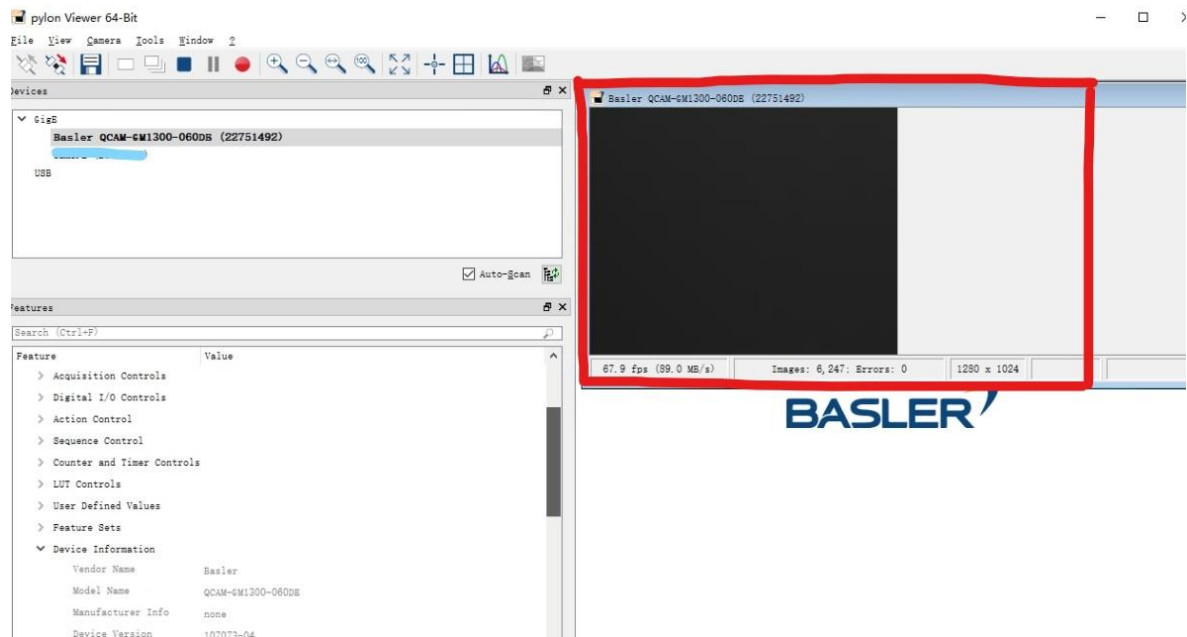 pylon Viewer 64-Bit
File View Camera Tools Window ?
Devices
GigE
Basler QCAM-GM1300-060DE (22751492)
USB
Auto-Scan
Features
Search (Ctrl+F)
Feature Value
Acquisition Controls
Digital I/O Controls
Action Control
Sequence Control
Counter and Timer Controls
LUT Controls
User Defined Values
Feature Sets
Device Information
Vendor Name Basler
Model Name QCAM-GM1300-060DE
Manufacturer Info none
Device Version 107073-04
Basler QCAM-GM1300-060DE (22751492)
67.9 fps (89.0 MB/s) Images: 6,247; Errors: 0 1280 x 1024
BASLER